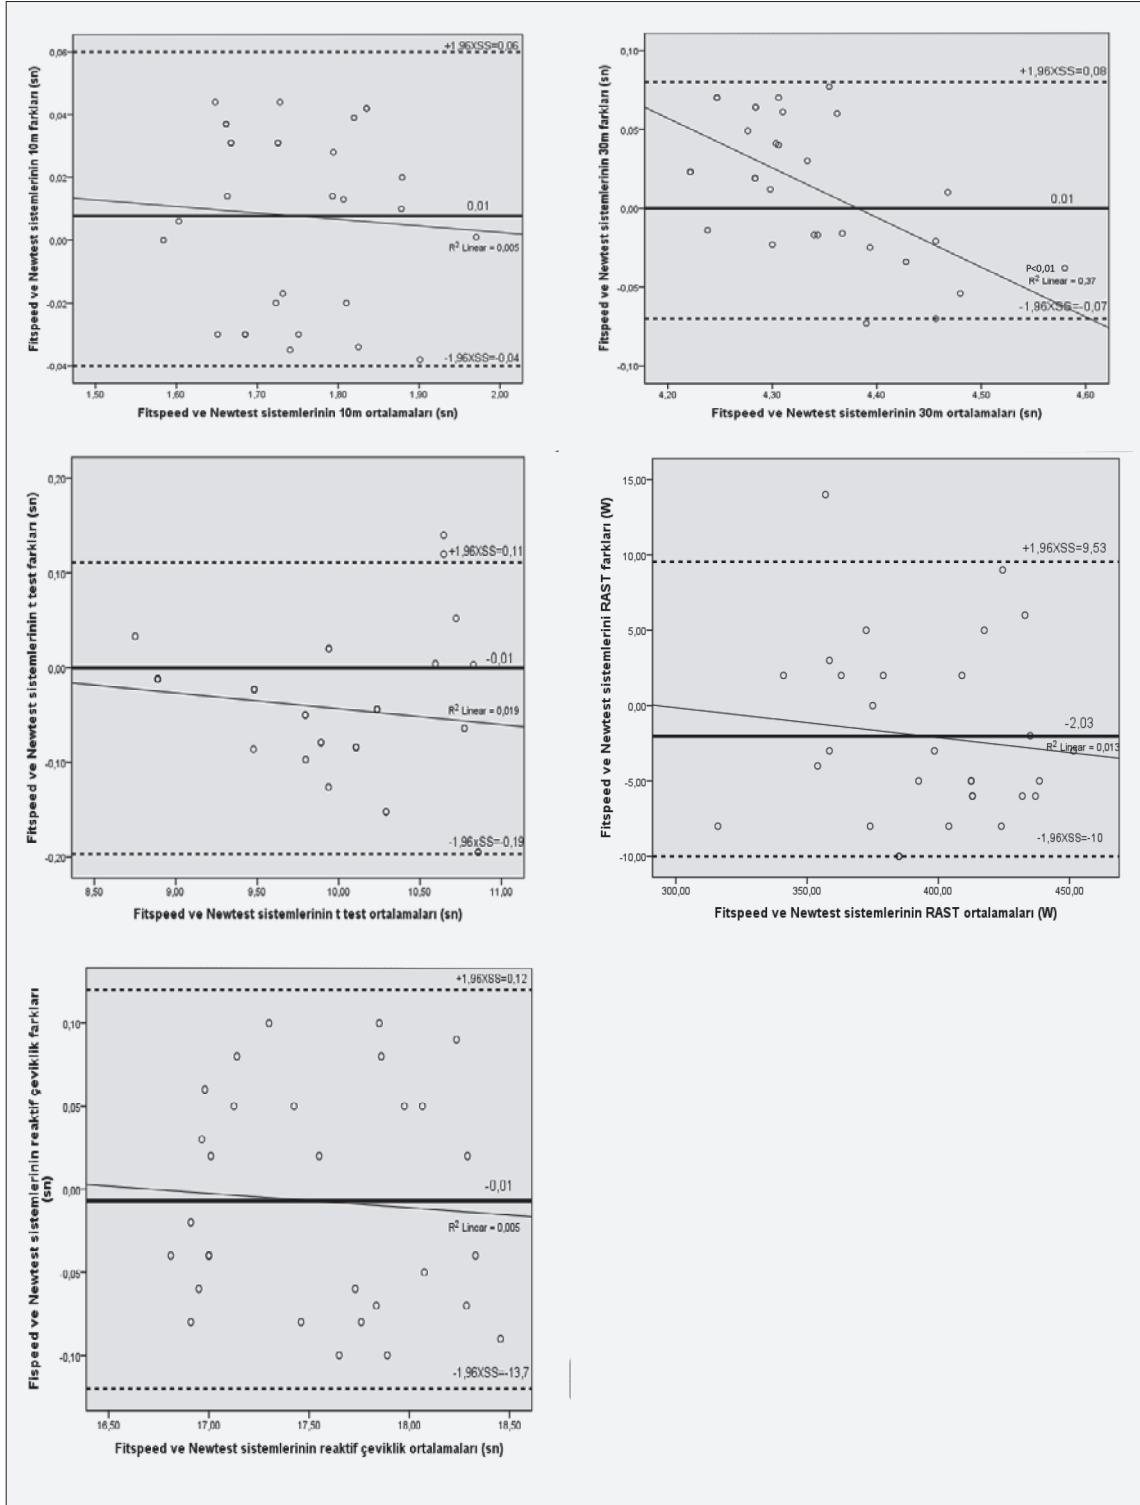 Fitspeed ve Newtest sistemlerinin 10m farkları (sn)
0,06
0,04
0,02
0,00
-0,02
-0,04
+1,96XSS=0,06
0,01
R² Linear = 0,005
-1,96XSS=-0,04
1,50 1,60 1,70 1,80 1,90 2,00
Fitspeed ve Newtest sistemlerinin 10m ortalamaları (sn)
Fitspeed ve Newtest sistemlerinin 30m farkları (sn)
0,10
0,05
0,00
-0,05
-0,10
+1,96XSS=0,08
0.01
P<0,01
R² Linear = 0,37
-1,96XSS=-0,07
4,20 4,30 4,40 4,50 4,60
Fitspeed ve Newtest sistemlerinin 30m ortalamaları (sn)
Fitspeed ve Newtest sistemlerinin t test farkları (sn)
0,20
0,10
0,00
-0,10
-0,20
+1,96XSS=0,11
-0,01
R² Linear = 0,019
-1,96xSS=-0,19
8,50 9,00 9,50 10,00 10,50 11,00
Fitspeed ve Newtest sistemlerinin t test ortalamaları (sn)
Fitspeed ve Newtest sistemlerini RAST farkları (W)
15,00
10,00
5,00
0,00
-5,00
-10,00
+1,96XSS=9,53
-2,03
R² Linear = 0,013
-1,96XSS=-10
300,00 350,00 400,00 450,00
Fitspeed ve Newtest sistemlerinin RAST ortalamaları (W)
Fispeed ve Newtest sistemlerinin reaktif çeviklik farkları
(sn)
0,10
0,05
0,00
-0,05
-0,10
+1,96XSS=0,12
-0,01
R² Linear = 0,005
-1,96XSS=-13,7
16,50 17,00 17,50 18,00 18,50
Fitspeed ve Newtest sistemlerinin reaktif çeviklik ortalamaları (sn)